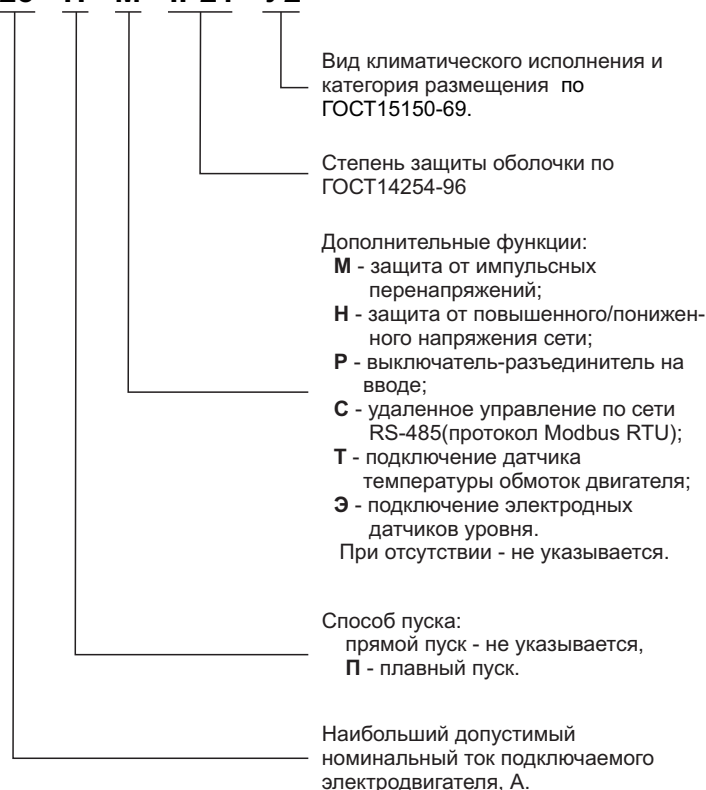 Вид климатического исполнения и
категория размещения по
ГОСТ15150-69.
Степень защиты оболочки по
ГОСТ14254-96
Дополнительные функции:
М - защита от импульсных
перенапряжений;
Н - защита от повышенного/понижен-
ного напряжения сети;
Р - выключатель-разъединитель на
вводе;
С - удаленное управление по сети
RS-485(протокол Modbus RTU);
Т - подключение датчика
температуры обмоток двигателя;
Э - подключение электродных
датчиков уровня.
При отсутствии - не указывается.
Способ пуска:
прямой пуск - не указывается,
П - плавный пуск.
Наибольший допустимый
номинальный ток подключаемого
электродвигателя, А.